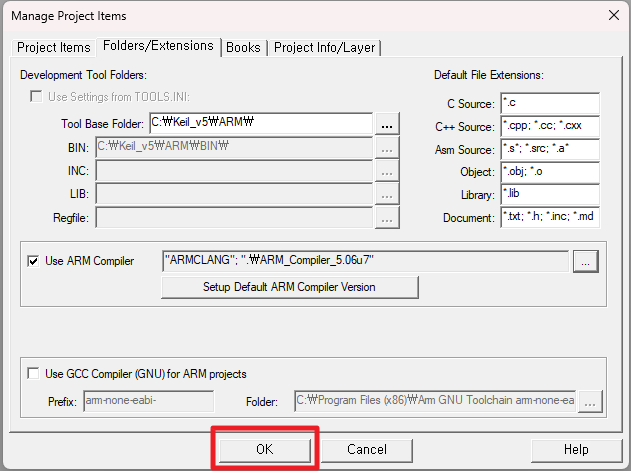 Manage Project Items
Project Items Folders/Extensions Books Project Info/Layer
Development Tool Folders:
Use Settings from TOOLS.INI:
Tool Base Folder: C:₩Keil_v5₩ARM₩ ...
BIN: C:₩Keil_v5₩ARM₩BIN₩ ...
INC: ...
LIB: ...
Regfile: ...
Default File Extensions:
C Source: *.c
C++ Source: *.cpp; *.cc; *.cxx
Asm Source: *.s*; *.src; *.a*
Object: *.obj; *.o
Library: *.lib
Document: *.txt; *.h; *.inc; *.md
Use ARM Compiler "ARMCLANG"; ".₩ARM_Compiler_5.06u7" ...
Setup Default ARM Compiler Version
Use GCC Compiler (GNU) for ARM projects
Prefix: arm-none-eabi- Folder: C:₩Program Files (x86)₩Arm GNU Toolchain arm-none-ea ...
OK Cancel Help